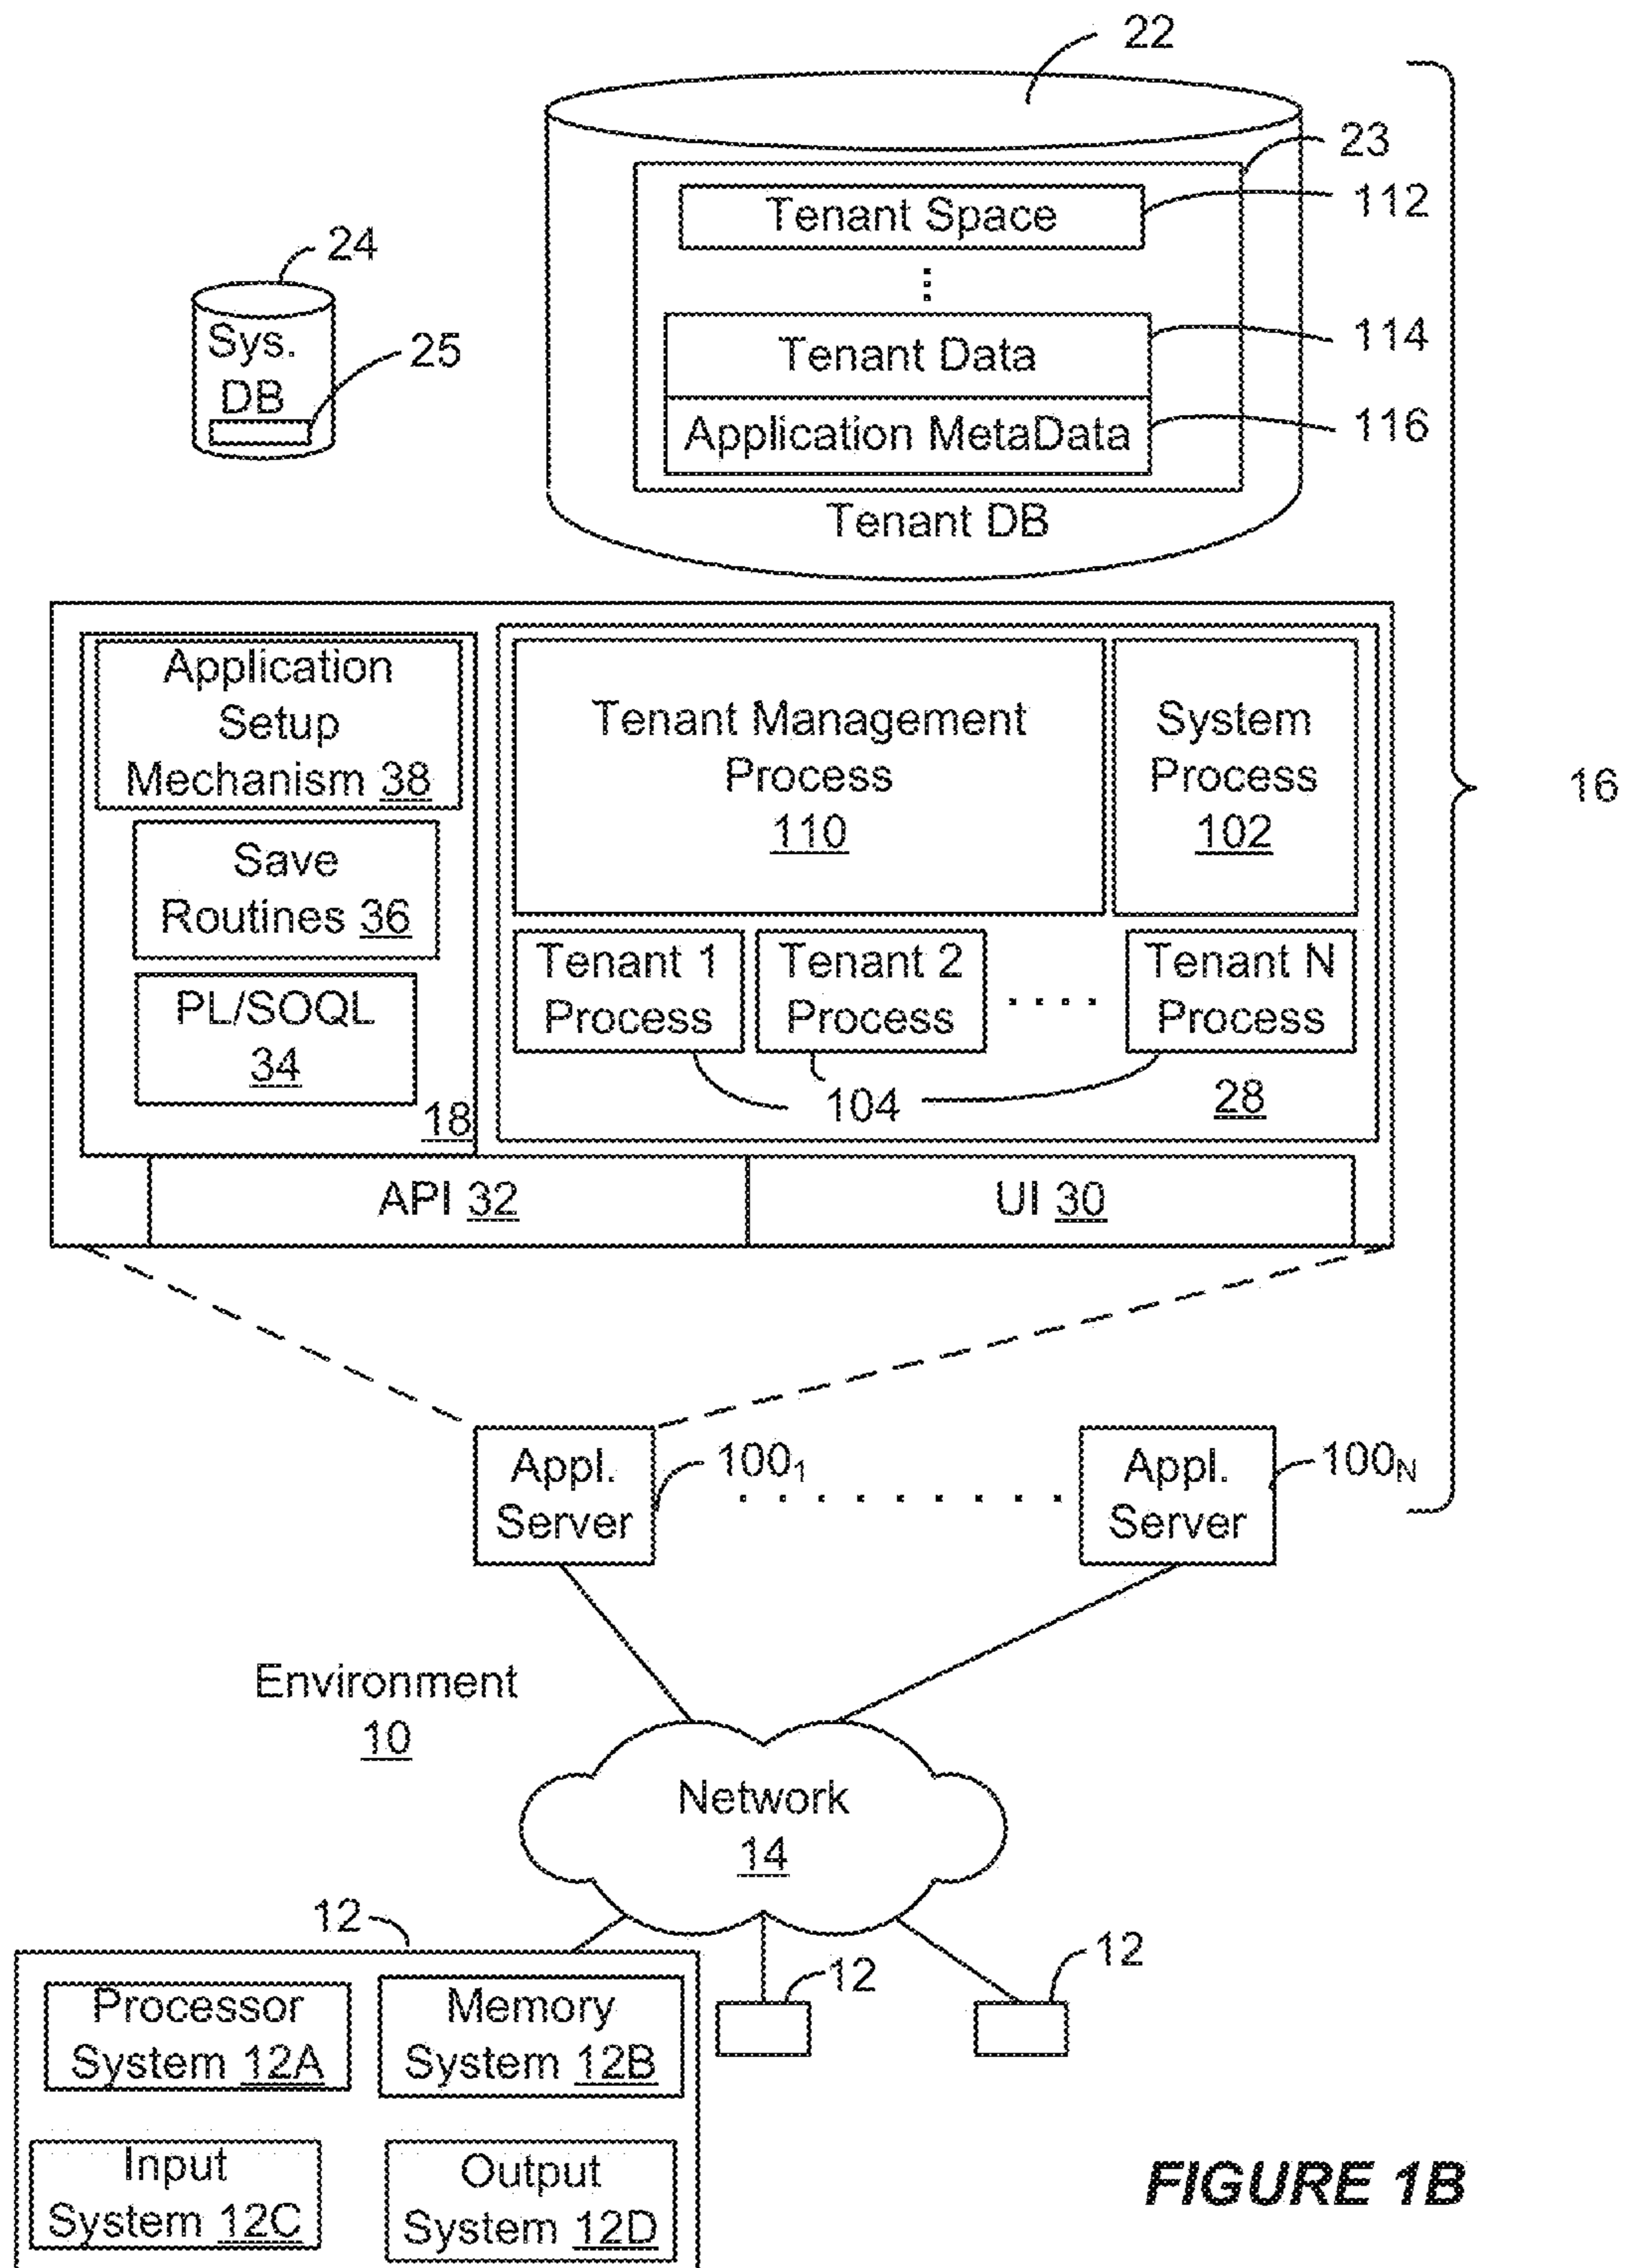 22
23
Tenant Space
112
24
Sys.
DB
25
Tenant Data
114
Application MetaData
116
Tenant DB
Application
Setup
Mechanism 38
Tenant Management
Process
110
System
Process
102
16
Save
Routines 36
Tenant 1
Process
Tenant 2
Process
Tenant N
Process
PL/SOQL
34
104
28
18
API 32
UI 30
Appl.
Server
100₁
Appl.
Server
100N
Environment
10
Network
14
12
12
12
Processor
System 12A
Memory
System 12B
Input
System 12C
Output
System 12D
FIGURE 1B